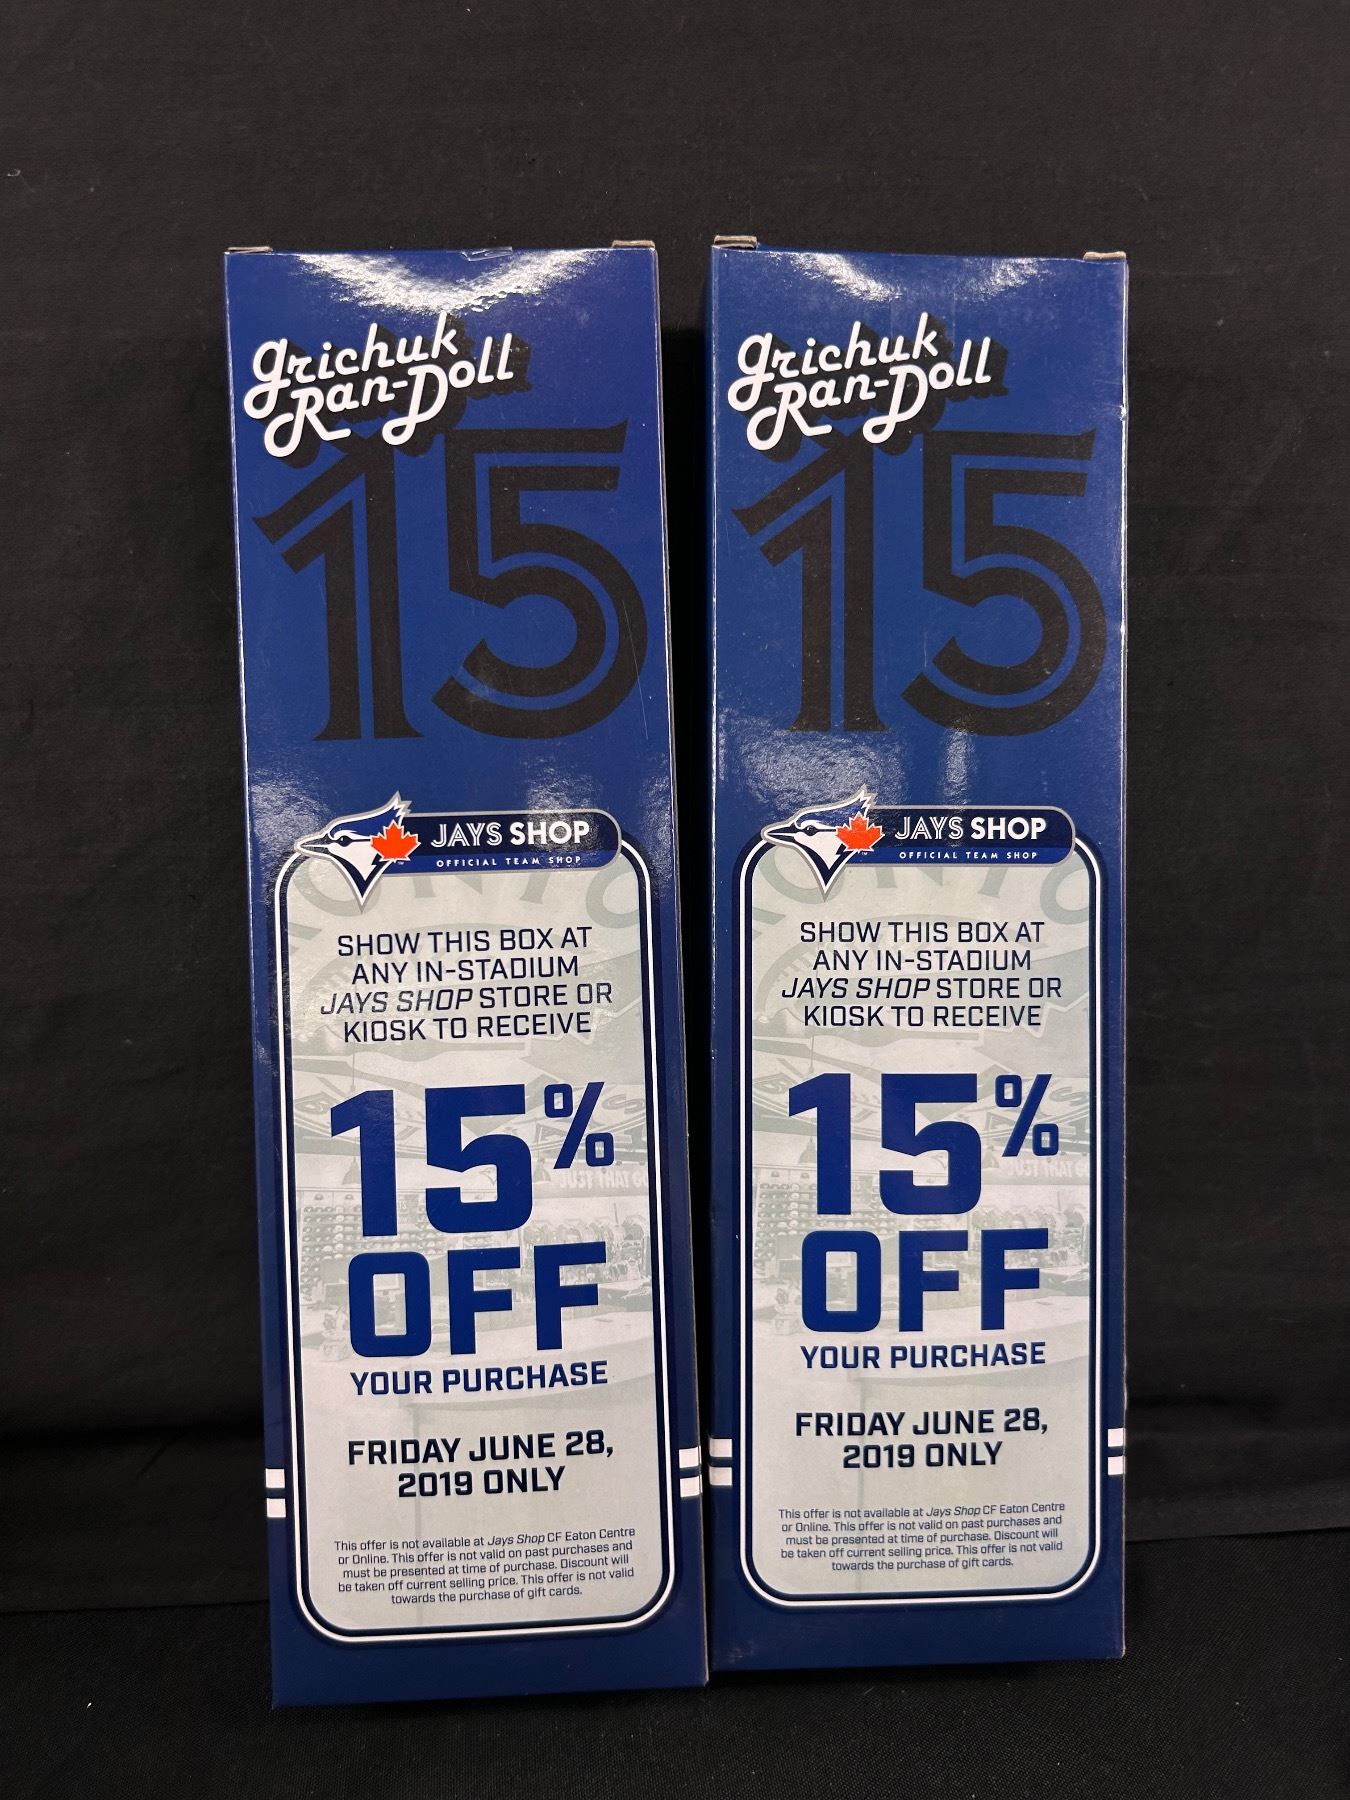 grichuk
Ran-Doll
15
JAYS SHOP
OFFICIAL TEAM SHOP
SHOW THIS BOX AT
ANY IN-STADIUM
JAYS SHOP STORE OR
KIOSK TO RECEIVE
15%
OFF
YOUR PURCHASE
FRIDAY JUNE 28,
2019 ONLY
This offer is not available at Jays Shop CF Eaton Centre
or Online. This offer is not valid on past purchases and
must be presented at time of purchase. Discount will
be taken off current selling price. This offer is not valid
towards the purchase of gift cards.
grichuk
Ran-Doll
15
JAYS SHOP
OFFICIAL TEAM SHOP
SHOW THIS BOX AT
ANY IN-STADIUM
JAYS SHOP STORE OR
KIOSK TO RECEIVE
15%
OFF
YOUR PURCHASE
FRIDAY JUNE 28,
2019 ONLY
This offer is not available at Jays Shop CF Eaton Centre
or Online. This offer is not valid on past purchases and
must be presented at time of purchase. Discount will
be taken off current selling price. This offer is not valid
towards the purchase of gift cards.